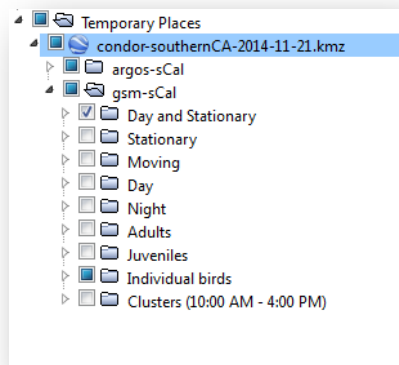 Temporary Places
condor-southernCA-2014-11-21.kmz
argos-sCal
gsm-sCal
Day and Stationary
Stationary
Moving
Day
Night
Adults
Juveniles
Individual birds
Clusters (10:00 AM - 4:00 PM)